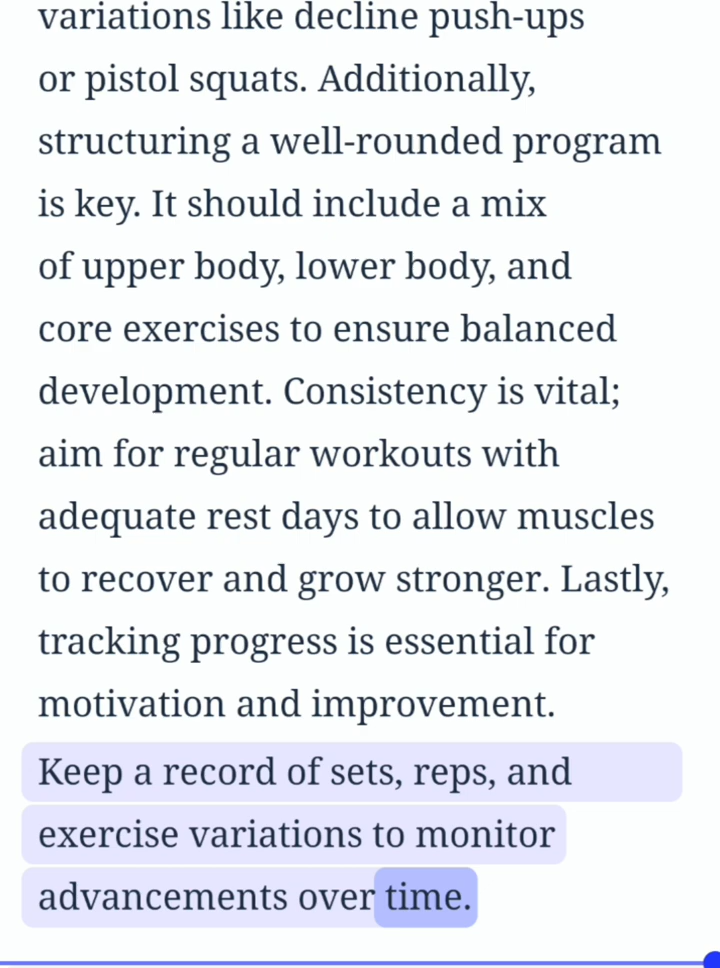 variations like decline push-ups
or pistol squats. Additionally,
structuring a well-rounded program
is key. It should include a mix
of upper body, lower body, and
core exercises to ensure balanced
development. Consistency is vital;
aim for regular workouts with
adequate rest days to allow muscles
to recover and grow stronger. Lastly,
tracking progress is essential for
motivation and improvement.
Keep a record of sets, reps, and
exercise variations to monitor
advancements over time.